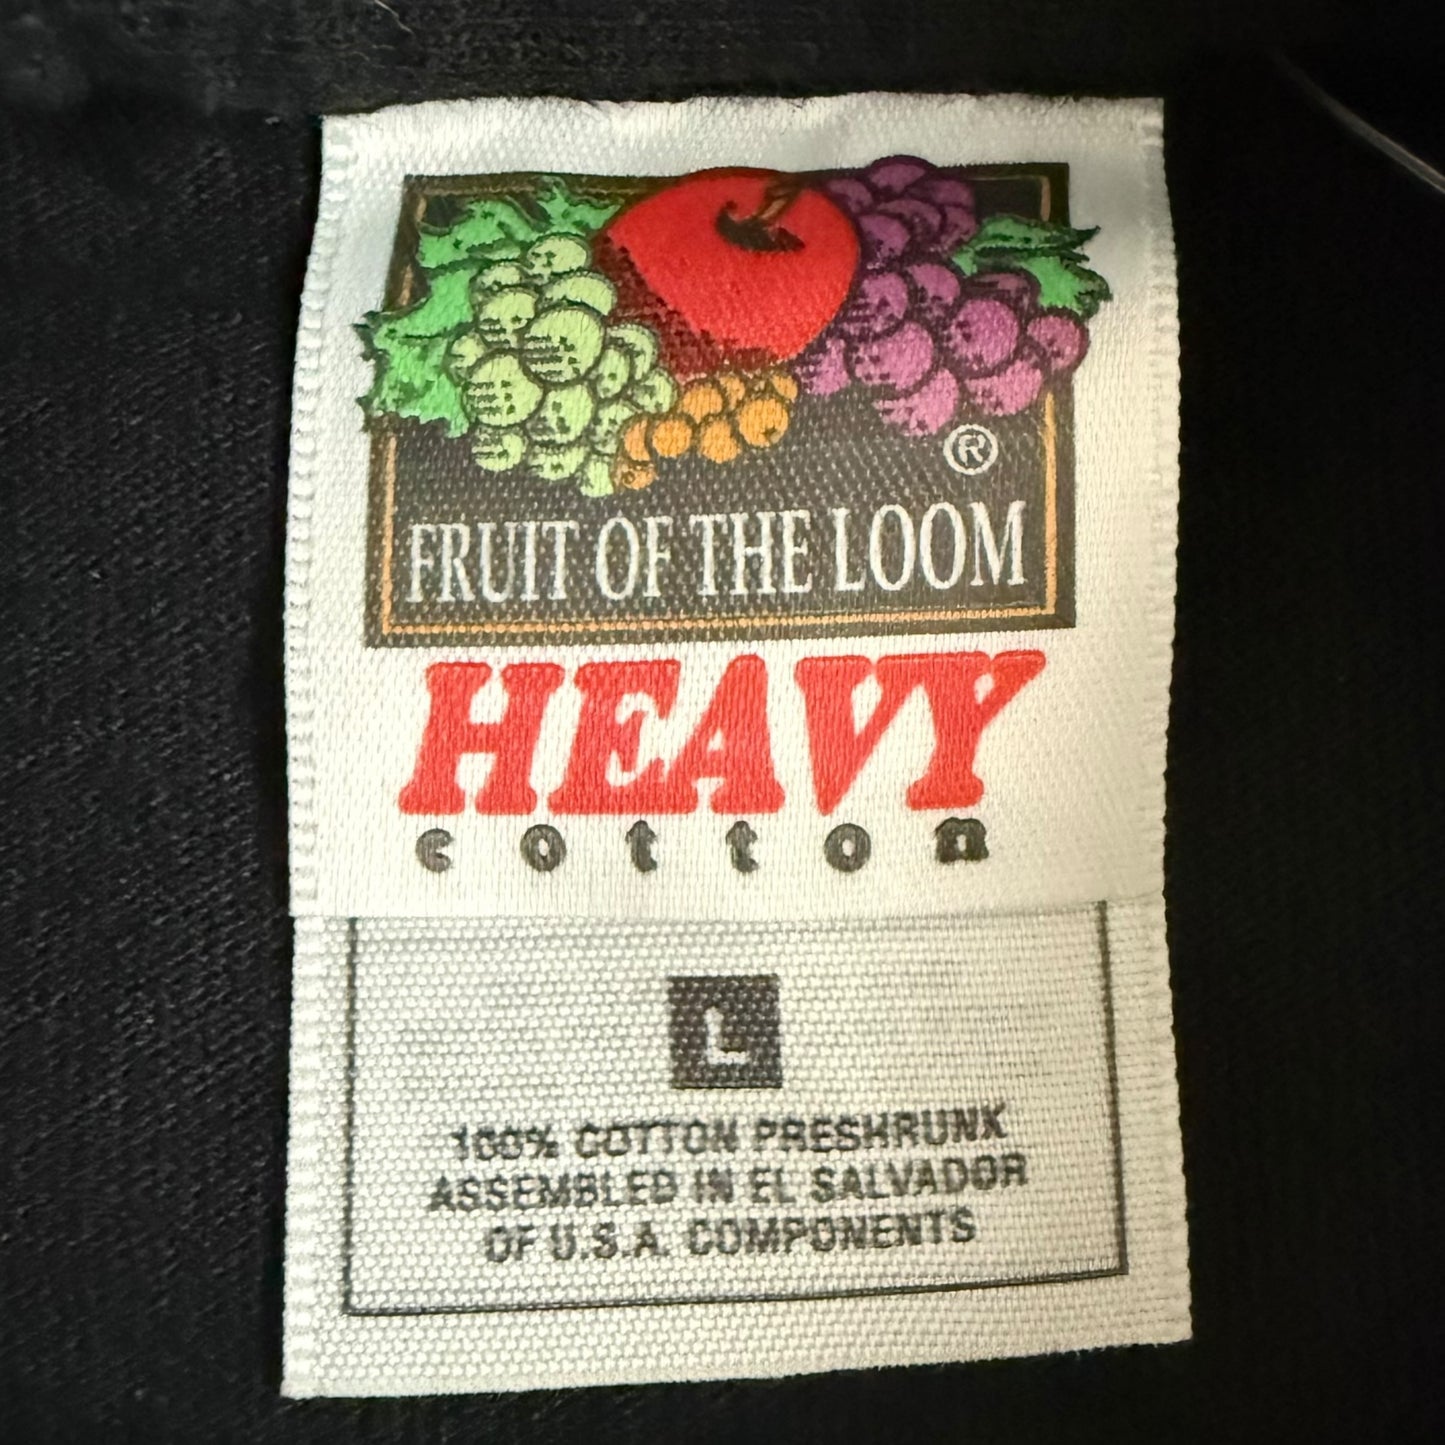 ®
FRUIT OF THE LOOM
HEAVY
cotton
L
100% COTTON PRESHRUNK
ASSEMBLED IN EL SALVADOR
OF U.S.A. COMPONENTS